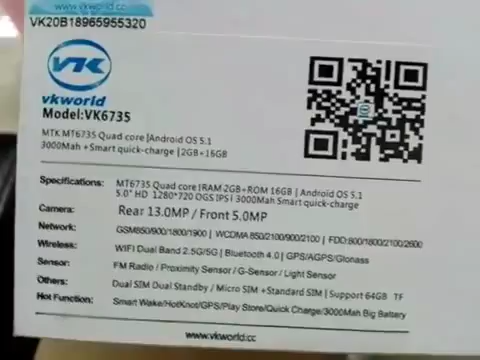 www.vkworld.cc
VK20B18965955320
VK
vkworld
Model:VK6735
MTK MT6735 Quad core |Android OS 5.1
3000Mah +Smart quick-charge | 2GB+16GB
Specifications: MT6735 Quad core |RAM 2GB+ROM 16GB | Android OS 5.1
5.0" HD 1280*720 OGS IPS | 3000Mah Smart quick-charge
Camera: Rear 13.0MP / Front 5.0MP
Network: GSM850/900/1800/1900 | WCDMA 850/2100/900/2100 | FDD:800/1800/2100/2600
Wireless: WIFI Dual Band 2.5G/5G | Bluetooth 4.0 | GPS/AGPS/Glonass
Sensor: FM Radio / Proximity Sensor / G-Sensor / Light Sensor
Others: Dual SIM Dual Standby / Micro SIM +Standard SIM | Support 64GB TF
Hot Function: Smart Wake/HotKnot/GPS/Play Store/Quick Charge/3000Mah Big Battery
www.vkworld.cc